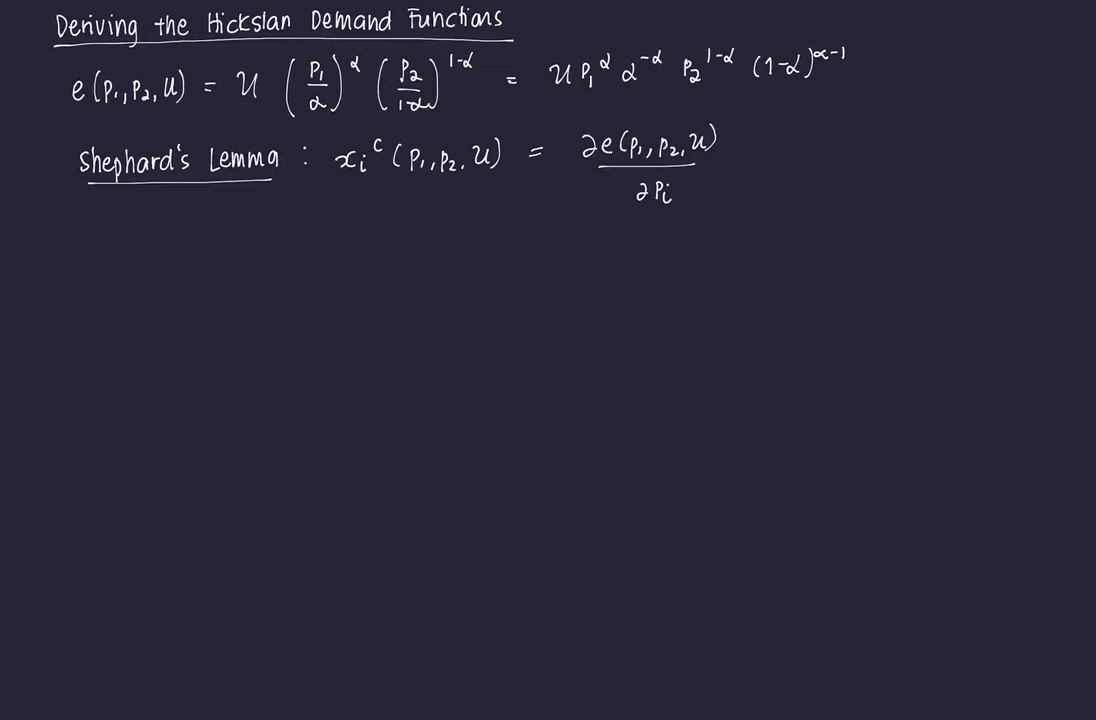 Deriving the Hicksian Demand Functions
e(p₁, p₂, u) = u (p₁/α)^α (p₂/(1-α))^(1-α) = u p₁^α α^(-α) p₂^(1-α) (1-α)^(α-1)
Shephard's Lemma : xᵢ^c (p₁, p₂, u) = ∂e(p₁, p₂, u)/∂pᵢ